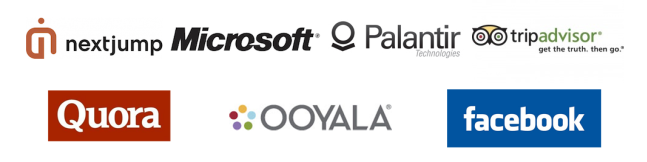 nextjump
Microsoft®
Palantir
Technologies
tripadvisor®
get the truth. then go.®
Quora
OOYALA®
facebook